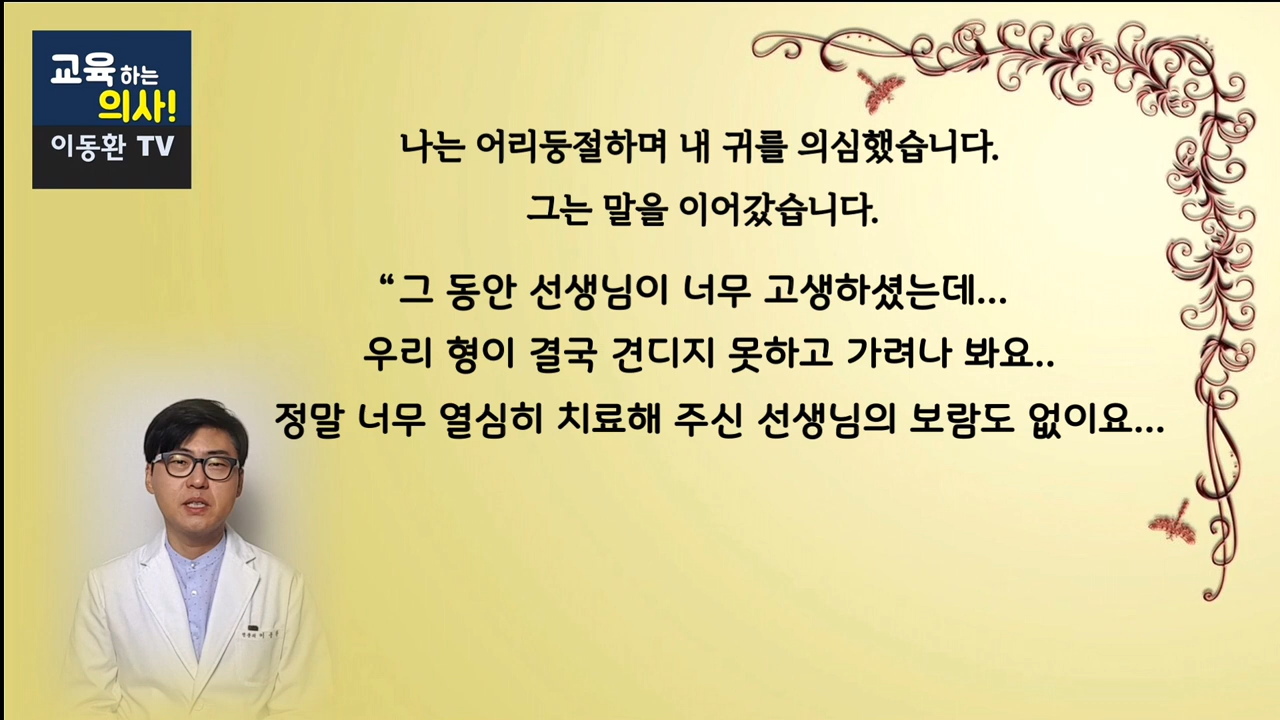 교육하는
의사!
이동환 TV
나는 어리둥절하며 내 귀를 의심했습니다.
그는 말을 이어갔습니다.
“그 동안 선생님이 너무 고생하셨는데...
우리 형이 결국 견디지 못하고 가려나 봐요..
정말 너무 열심히 치료해 주신 선생님의 보람도 없이요...